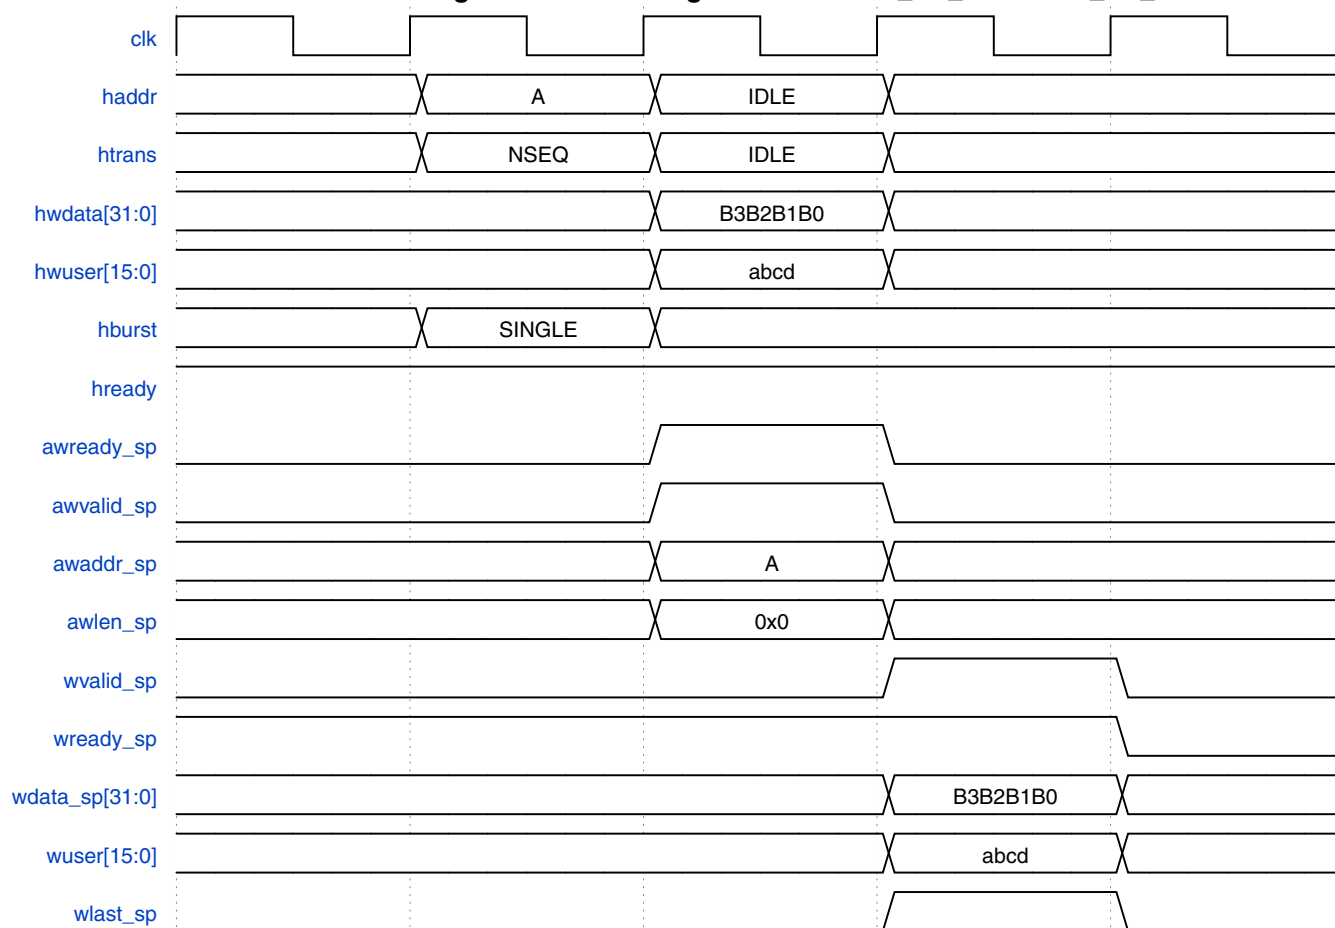 clk
haddr A IDLE
htrans NSEQ IDLE
hwdata[31:0] B3B2B1B0
hwuser[15:0] abcd
hburst SINGLE
hready
awready_sp
awvalid_sp
awaddr_sp A
awlen_sp 0x0
wvalid_sp
wready_sp
wdata_sp[31:0] B3B2B1B0
wuser[15:0] abcd
wlast_sp